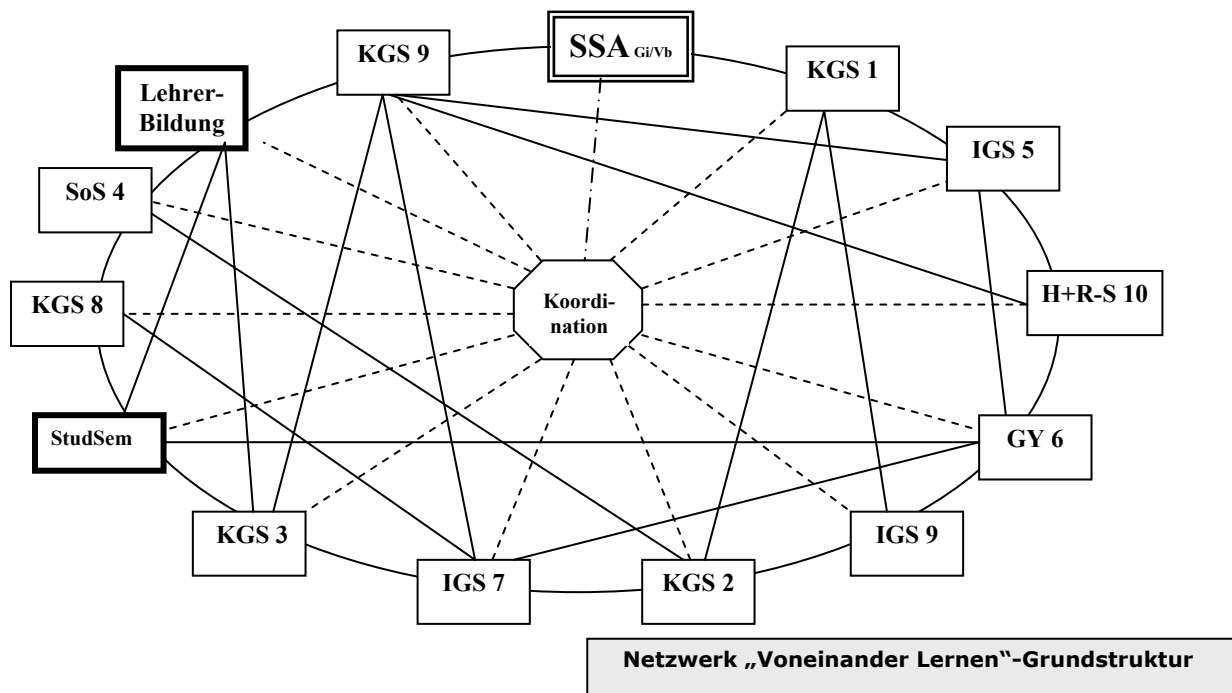 SSA Gi/Vb
KGS 9
KGS 1
Lehrer-
Bildung
IGS 5
SoS 4
H+R-S 10
KGS 8
Koordi-
nation
StudSem
GY 6
KGS 3
IGS 9
IGS 7
KGS 2
Netzwerk „Voneinander Lernen“-Grundstruktur